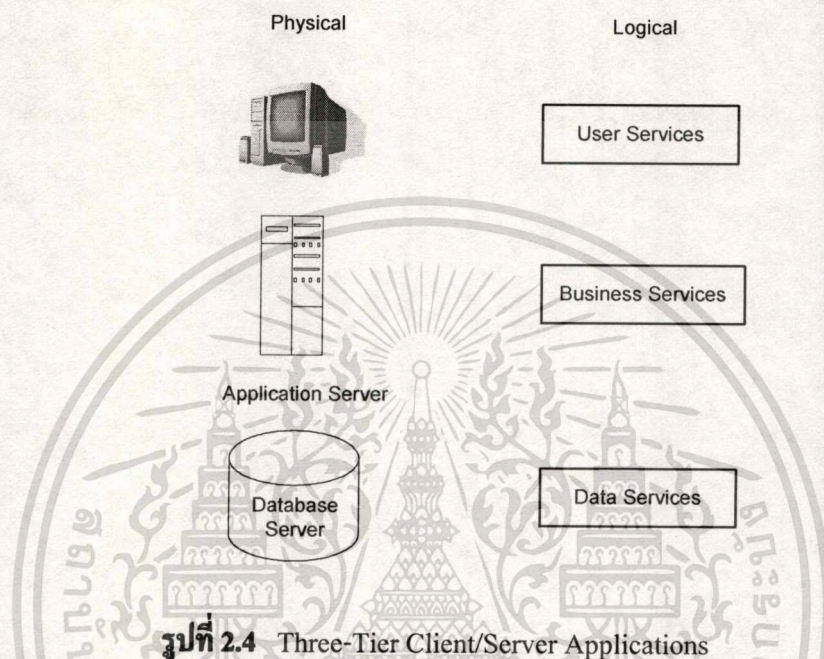 Physical
Logical
User Services
Business Services
Application Server
Database
Server
Data Services
รูปที่ 2.4 Three-Tier Client/Server Applications